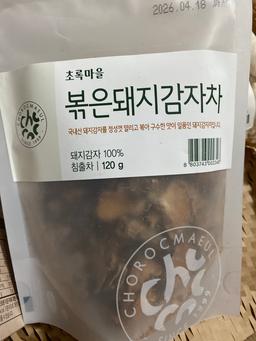 2026.04.18
CHOROCMAEUL
초록마을
볶은돼지감자차
국내산 돼지감자를 정성껏 말리고 볶아 구수한 맛이 일품인 돼지감자차입니다
돼지감자 100%
침출차 | 120 g
CHOROCMAEUL